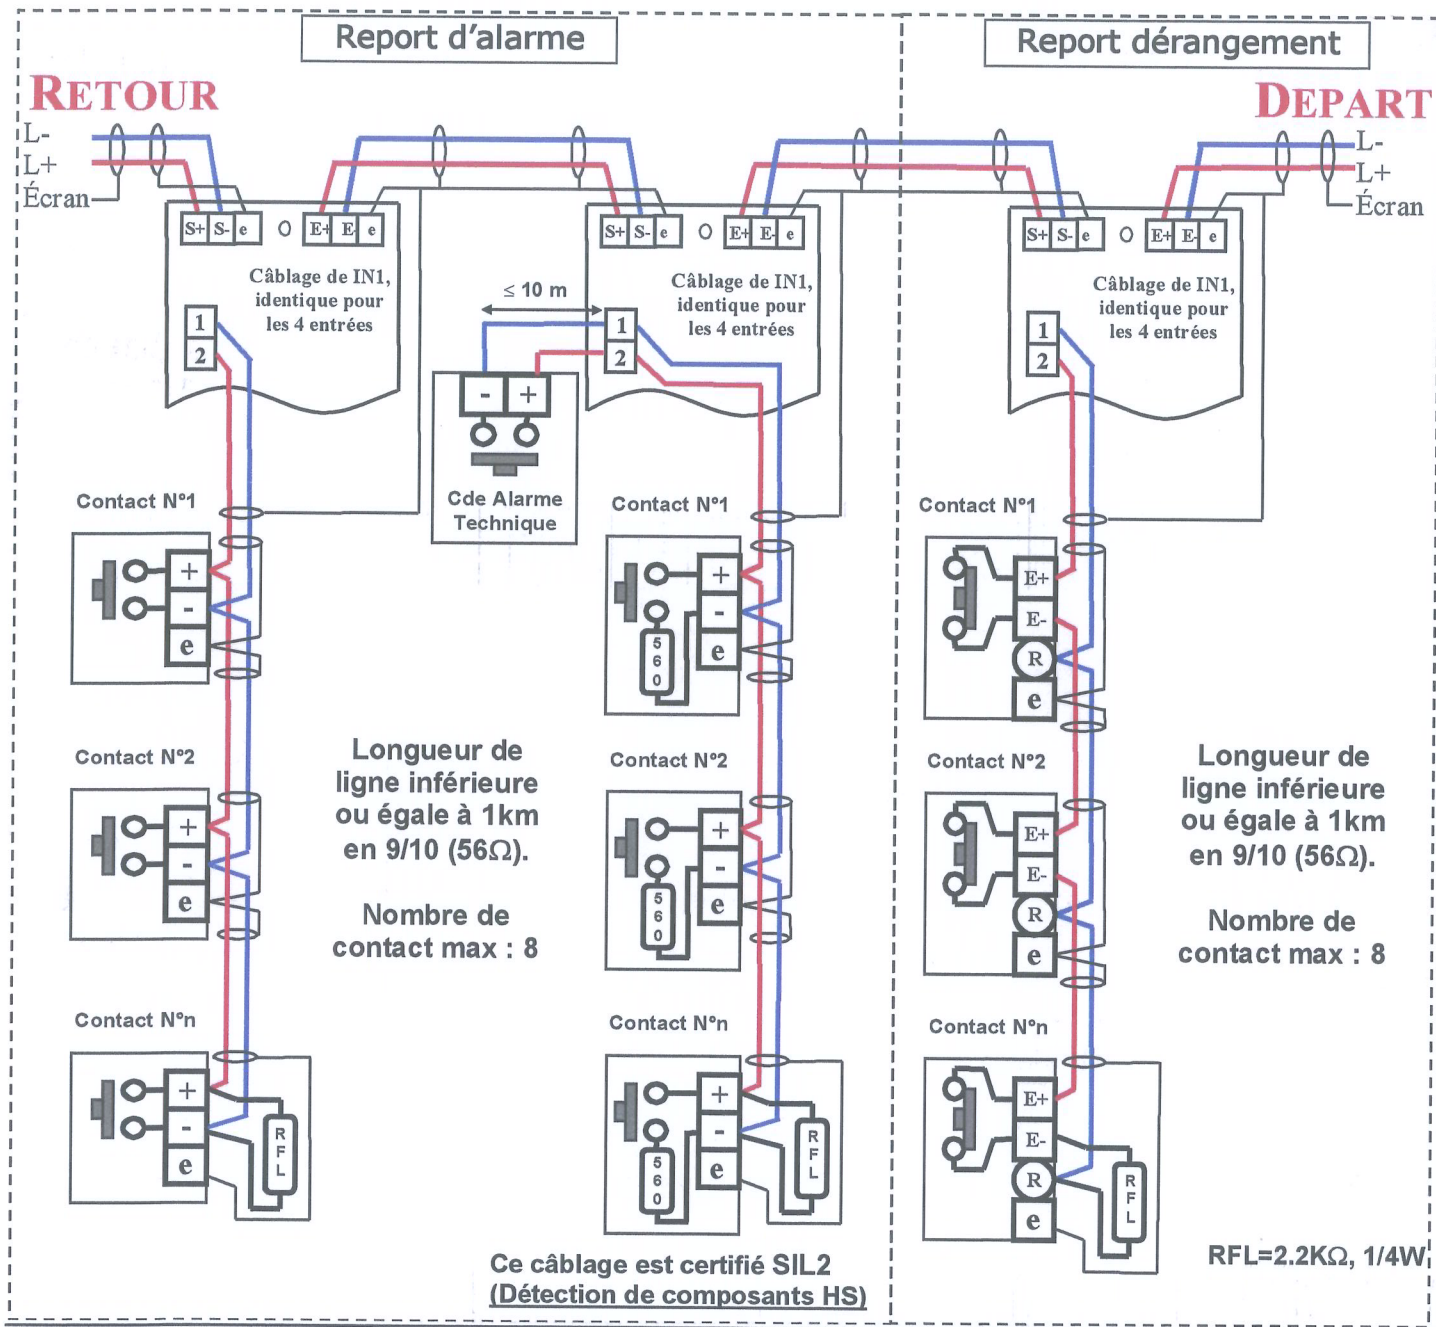 Report d'alarme
Report dérangement
RETOUR
DEPART
L-
L+
Écran
L-
L+
Écran
S+ S- e O E+ E- e
S+ S- e O E+ E- e
S+ S- e O E+ E- e
Câblage de IN1,
identique pour
les 4 entrées
1
2
≤ 10 m
Câblage de IN1,
identique pour
les 4 entrées
1
2
Câblage de IN1,
identique pour
les 4 entrées
1
2
- +
Cde Alarme
Technique
Contact N°1
+
-
e
Contact N°2
+
-
e
Contact N°n
+
-
e
RFL
Longueur de
ligne inférieure
ou égale à 1km
en 9/10 (56Ω).
Nombre de
contact max : 8
Contact N°1
+
-
e
560
Contact N°2
+
-
e
560
Contact N°n
+
-
e
560
RFL
Ce câblage est certifié SIL2
(Détection de composants HS)
Contact N°1
E+
E-
R
e
Contact N°2
E+
E-
R
e
Contact N°n
E+
E-
R
e
RFL
Longueur de
ligne inférieure
ou égale à 1km
en 9/10 (56Ω).
Nombre de
contact max : 8
RFL=2.2KΩ, 1/4W